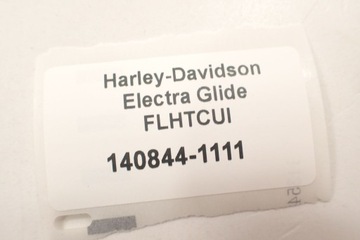 Harley-Davidson
Electra Glide
FLHTCUI
140844-1111